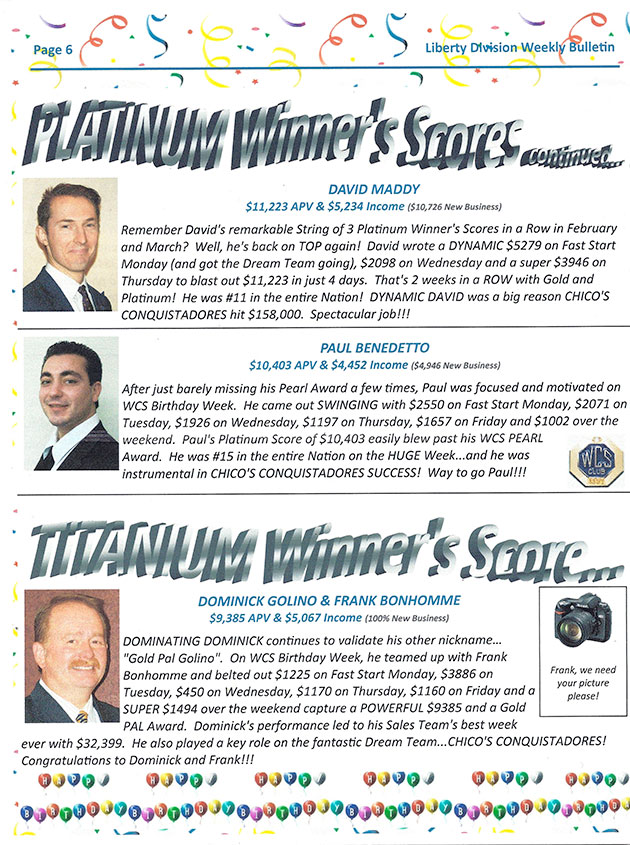 Page 6
Liberty Division Weekly Bulletin
PLATINUM Winner's Scores continued...
DAVID MADDY
$11,223 APV & $5,234 Income ($10,726 New Business)
Remember David's remarkable String of 3 Platinum Winner's Scores in a Row in February
and March? Well, he's back on TOP again! David wrote a DYNAMIC $5279 on Fast Start
Monday (and got the Dream Team going), $2098 on Wednesday and a super $3946 on
Thursday to blast out $11,223 in just 4 days. That's 2 weeks in a ROW with Gold and
Platinum! He was #11 in the entire Nation! DYNAMIC DAVID was a big reason CHICO'S
CONQUISTADORES hit $158,000. Spectacular job!!!
PAUL BENEDETTO
$10,403 APV & $4,452 Income ($4,946 New Business)
After just barely missing his Pearl Award a few times, Paul was focused and motivated on
WCS Birthday Week. He came out SWINGING with $2550 on Fast Start Monday, $2071 on
Tuesday, $1926 on Wednesday, $1197 on Thursday, $1657 on Friday and $1002 over the
weekend. Paul's Platinum Score of $10,403 easily blew past his WCS PEARL
Award. He was #15 in the entire Nation on the HUGE Week...and he was
instrumental in CHICO'S CONQUISTADORES SUCCESS! Way to go Paul!!!
WCS
CLUB
TITANIUM Winner's Score...
DOMINICK GOLINO & FRANK BONHOMME
$9,385 APV & $5,067 Income (100% New Business)
DOMINATING DOMINICK continues to validate his other nickname...
"Gold Pal Golino". On WCS Birthday Week, he teamed up with Frank
Bonhomme and belted out $1225 on Fast Start Monday, $3886 on
Tuesday, $450 on Wednesday, $1170 on Thursday, $1160 on Friday and a
SUPER $1494 over the weekend capture a POWERFUL $9385 and a Gold
PAL Award. Dominick's performance led to his Sales Team's best week
ever with $32,399. He also played a key role on the fantastic Dream Team...CHICO'S CONQUISTADORES!
Congratulations to Dominick and Frank!!!
Frank, we need
your picture
please!
HAPPY HAPPY HAPPY HAPPY HAPPY HAPPY
BIRTHDAY BIRTHDAY BIRTHDAY BIRTHDAY BIRTHDAY BIRTHDAY